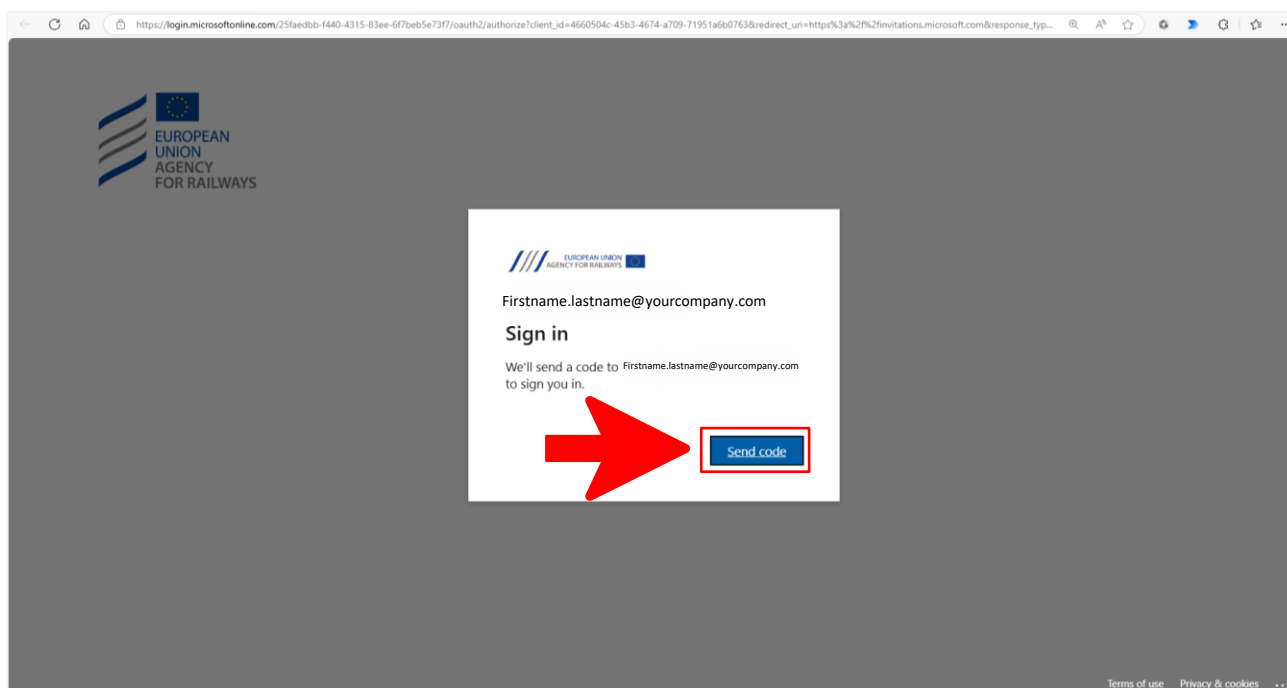 https://login.microsoftonline.com/25faedbb-f440-4315-83ee-6f7beb5e73f7/oauth2/authorize?client_id=4660504c-45b3-4674-a709-71951a6b0763&redirect_uri=https%3a%2f%2finvitations.microsoft.com&response_typ...
EUROPEAN
UNION
AGENCY
FOR RAILWAYS
EUROPEAN UNION
AGENCY FOR RAILWAYS
Firstname.lastname@yourcompany.com
Sign in
We'll send a code to Firstname.lastname@yourcompany.com
to sign you in.
Send code
Terms of use Privacy & cookies ...